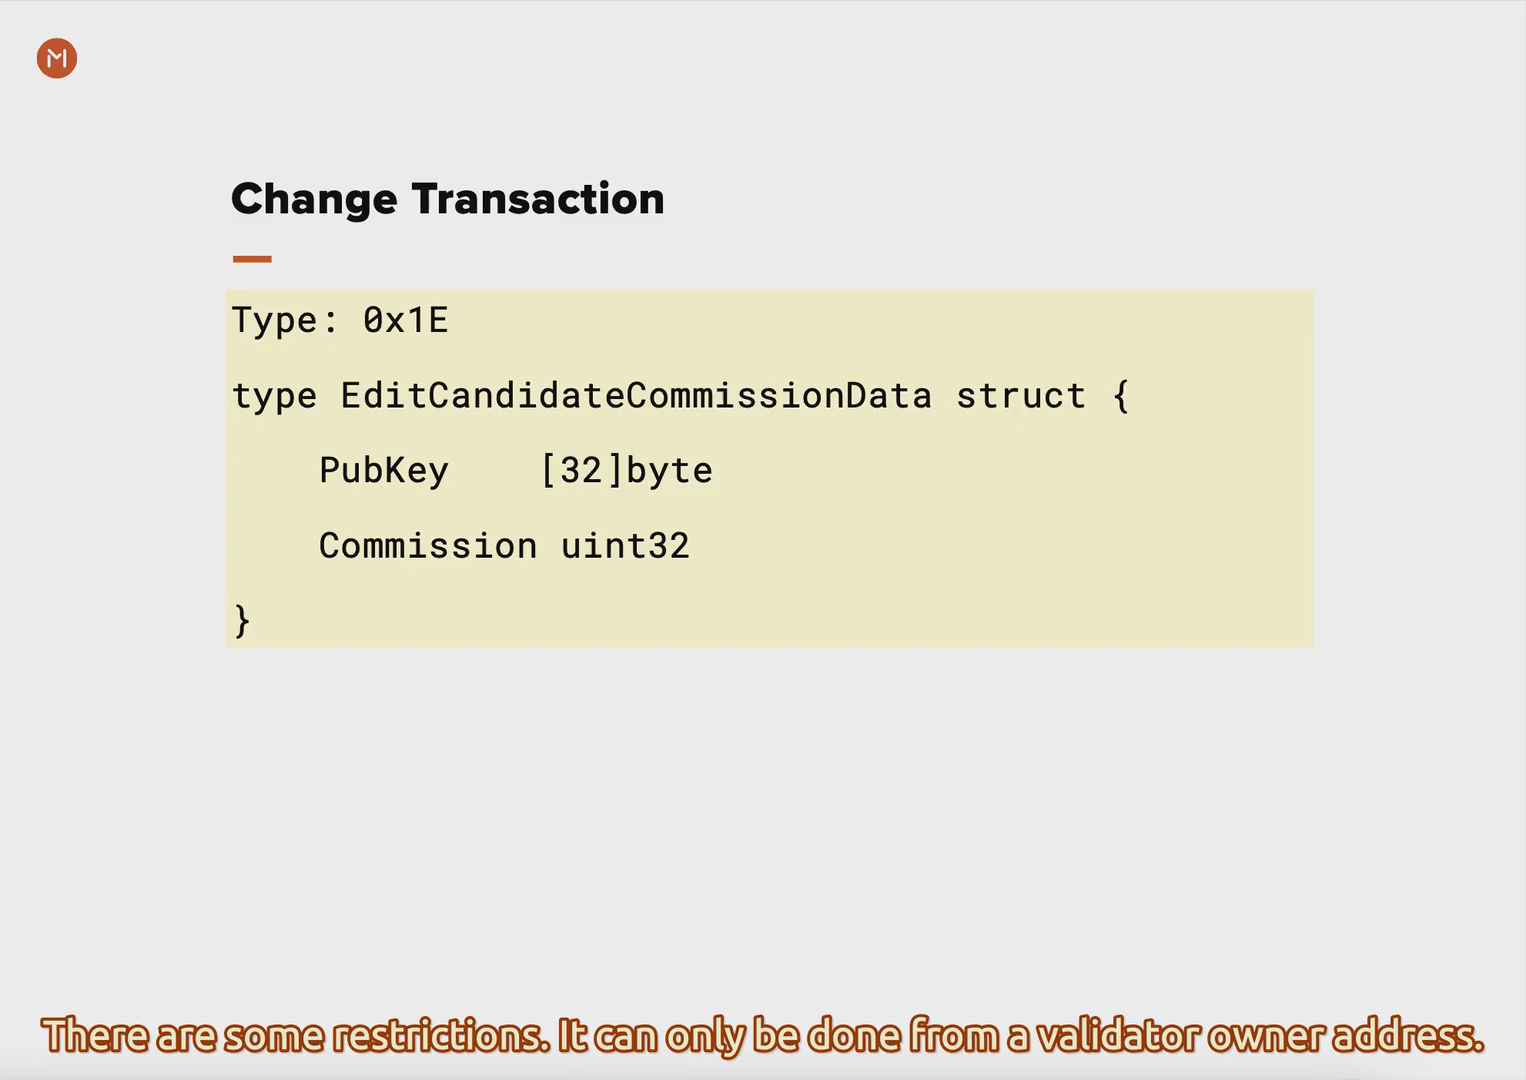 Change Transaction
Type: 0x1E
type EditCandidateCommissionData struct {
PubKey [32]byte
Commission uint32
}
There are some restrictions. It can only be done from a validator owner address.